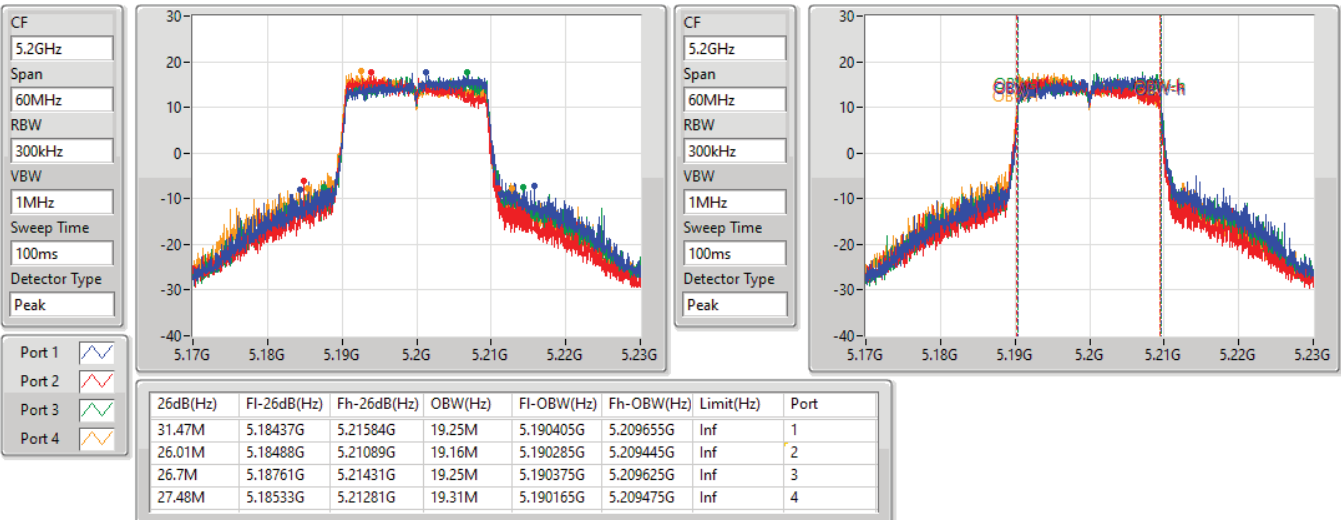 CF
5.2GHz
Span
60MHz
RBW
300kHz
VBW
1MHz
Sweep Time
100ms
Detector Type
Peak
30
20
10
0
-10
-20
-30
-40
5.17G 5.18G 5.19G 5.2G 5.21G 5.22G 5.23G
CF
5.2GHz
Span
60MHz
RBW
300kHz
VBW
1MHz
Sweep Time
100ms
Detector Type
Peak
30
20
10
0
-10
-20
-30
-40
5.17G 5.18G 5.19G 5.2G 5.21G 5.22G 5.23G
Port 1
Port 2
Port 3
Port 4
26dB(Hz) Fl-26dB(Hz) Fh-26dB(Hz) OBW(Hz) Fl-OBW(Hz) Fh-OBW(Hz) Limit(Hz) Port
31.47M 5.18437G 5.21584G 19.25M 5.190405G 5.209655G Inf 1
26.01M 5.18488G 5.21089G 19.16M 5.190285G 5.209445G Inf 2
26.7M 5.18761G 5.21431G 19.25M 5.190375G 5.209625G Inf 3
27.48M 5.18533G 5.21281G 19.31M 5.190165G 5.209475G Inf 4